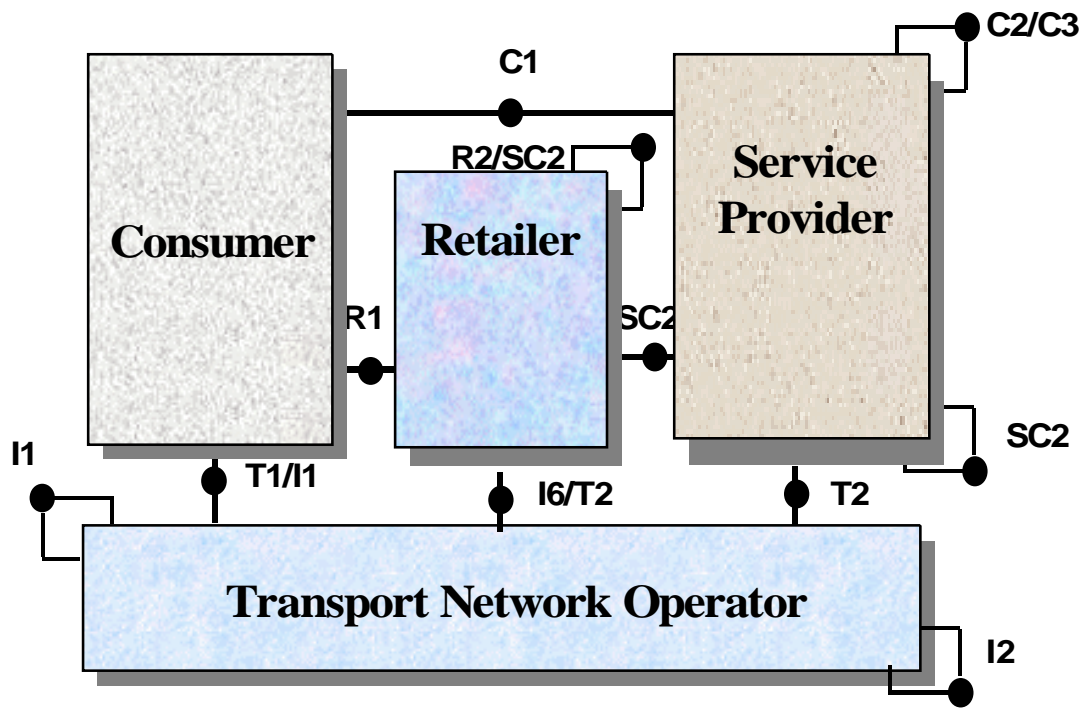 C2/C3
C1
R2/SC2
Service
Provider
Consumer
Retailer
R1
SC2
I1
T1/I1
I6/T2
T2
SC2
Transport Network Operator
I2